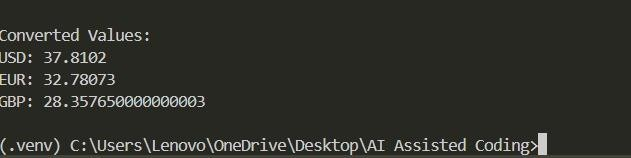 Converted Values:
USD: 37.8102
EUR: 32.78073
GBP: 28.357650000000003
(.venv) C:\Users\Lenovo\OneDrive\Desktop\AI Assisted Coding>